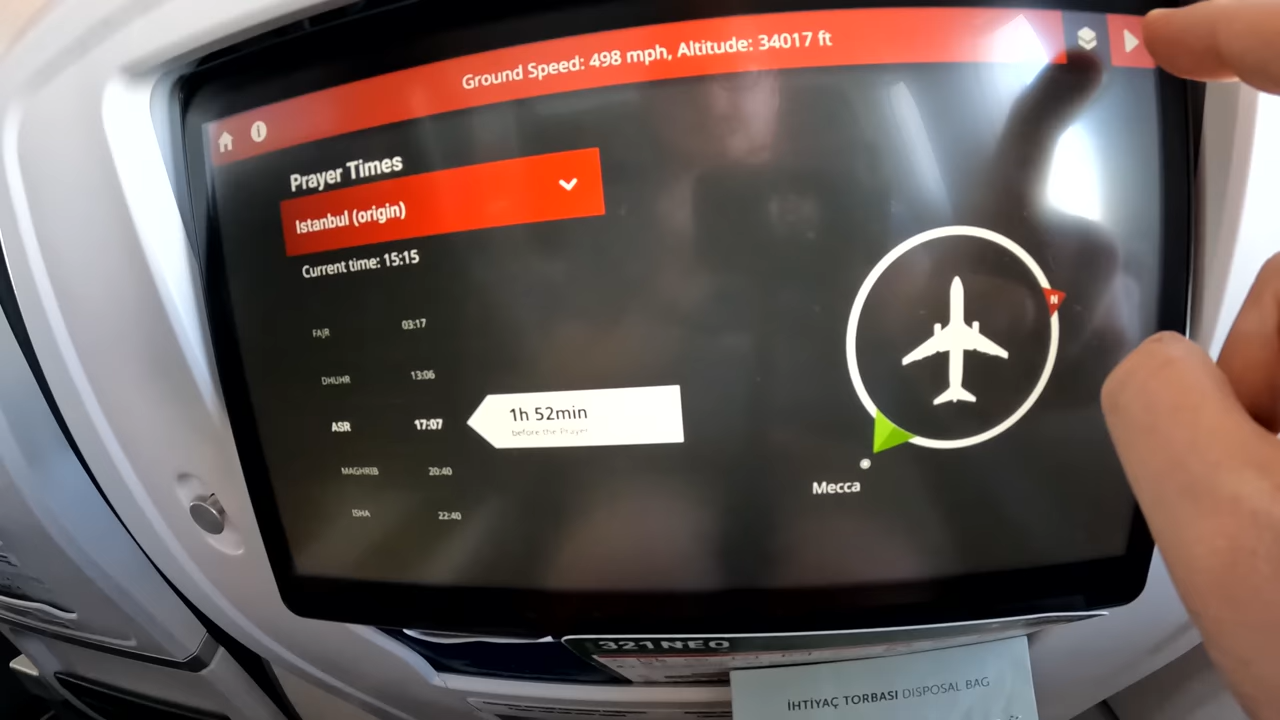 Ground Speed: 498 mph, Altitude: 34017 ft
Prayer Times
Istanbul (origin)
Current time: 15:15
FAJR 03:17
DHUHR 13:06
ASR 17:07
1h 52min
before the Prayer
MAGHRIB 20:40
ISHA 22:40
N
Mecca
321NEO
İHTİYAÇ TORBASI DISPOSAL BAG